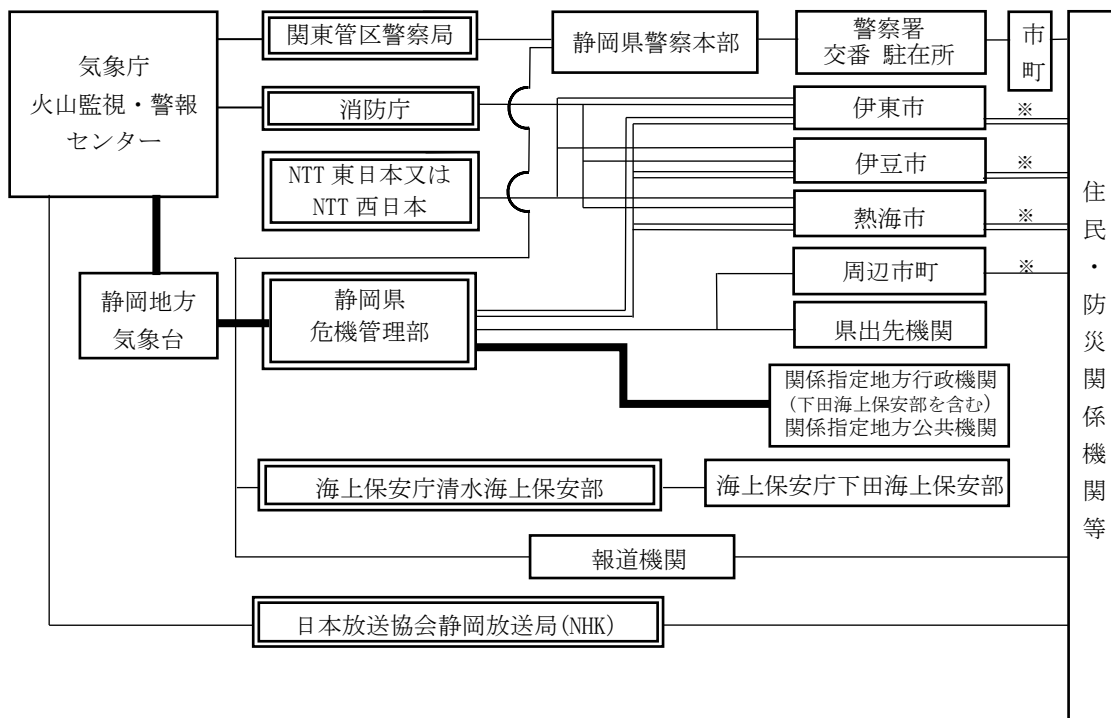 気象庁
火山監視・警報
センター
関東管区警察局
静岡県警察本部
警察署
交番 駐在所
市
町
消防庁
伊東市
※
NTT 東日本又は
NTT 西日本
伊豆市
※
熱海市
※
静岡地方
気象台
静岡県
危機管理部
周辺市町
※
県出先機関
関係指定地方行政機関
(下田海上保安部を含む)
関係指定地方公共機関
海上保安庁清水海上保安部
海上保安庁下田海上保安部
報道機関
日本放送協会静岡放送局(NHK)
住民・防災関係機関等